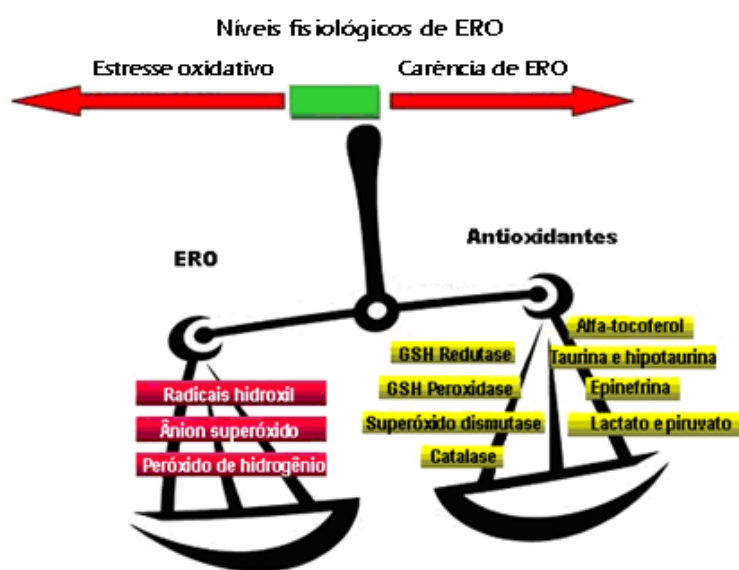 Níveis fisiológicos de ERO
Estresse oxidativo
Carência de ERO
ERO
Antioxidantes
Radicais hidroxil
Ânion superóxido
Peróxido de hidrogênio
GSH Redutase
GSH Peroxidase
Superóxido dismutase
Catalase
Alfa-tocoferol
Taurina e hipotaurina
Epinefrina
Lactato e piruvato